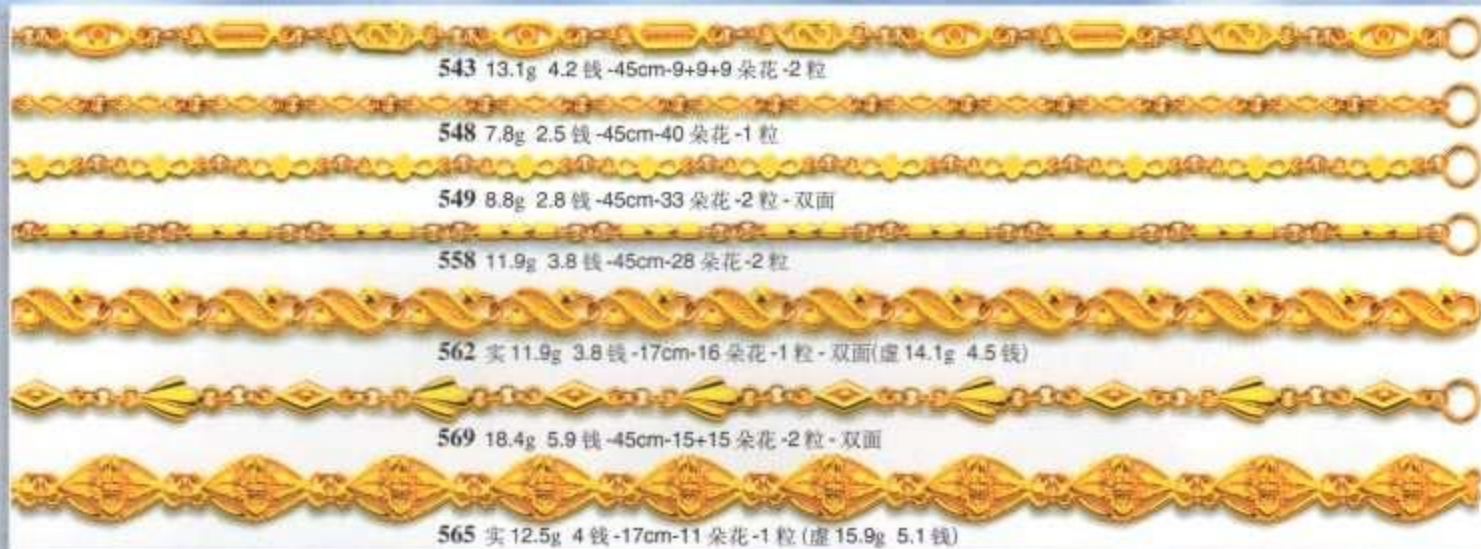 543 13.1g 4.2 钱 -45cm-9+9+9 朵花 -2 粒
548 7.8g 2.5 钱 -45cm-40 朵花 -1 粒
549 8.8g 2.8 钱 -45cm-33 朵花 -2 粒 - 双面
558 11.9g 3.8 钱 -45cm-28 朵花 -2 粒
562 实 11.9g 3.8 钱 -17cm-16 朵花 -1 粒 - 双面(虚 14.1g 4.5 钱)
569 18.4g 5.9 钱 -45cm-15+15 朵花 -2 粒 - 双面
565 实 12.5g 4 钱 -17cm-11 朵花 -1 粒 (虚 15.9g 5.1 钱)